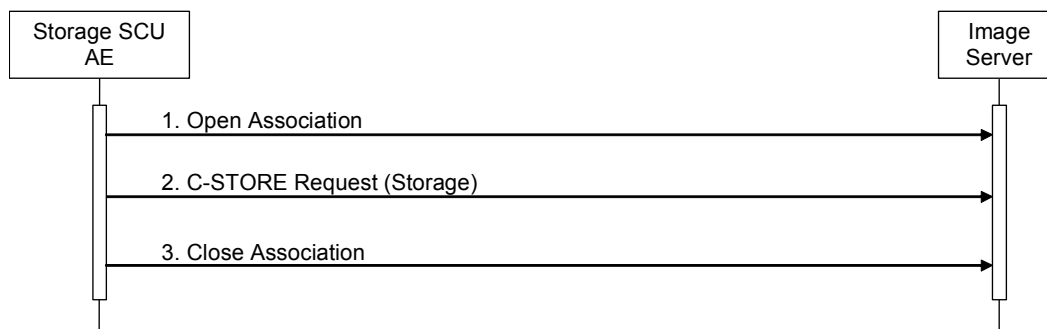 Storage SCU
AE
Image
Server
1. Open Association
2. C-STORE Request (Storage)
3. Close Association